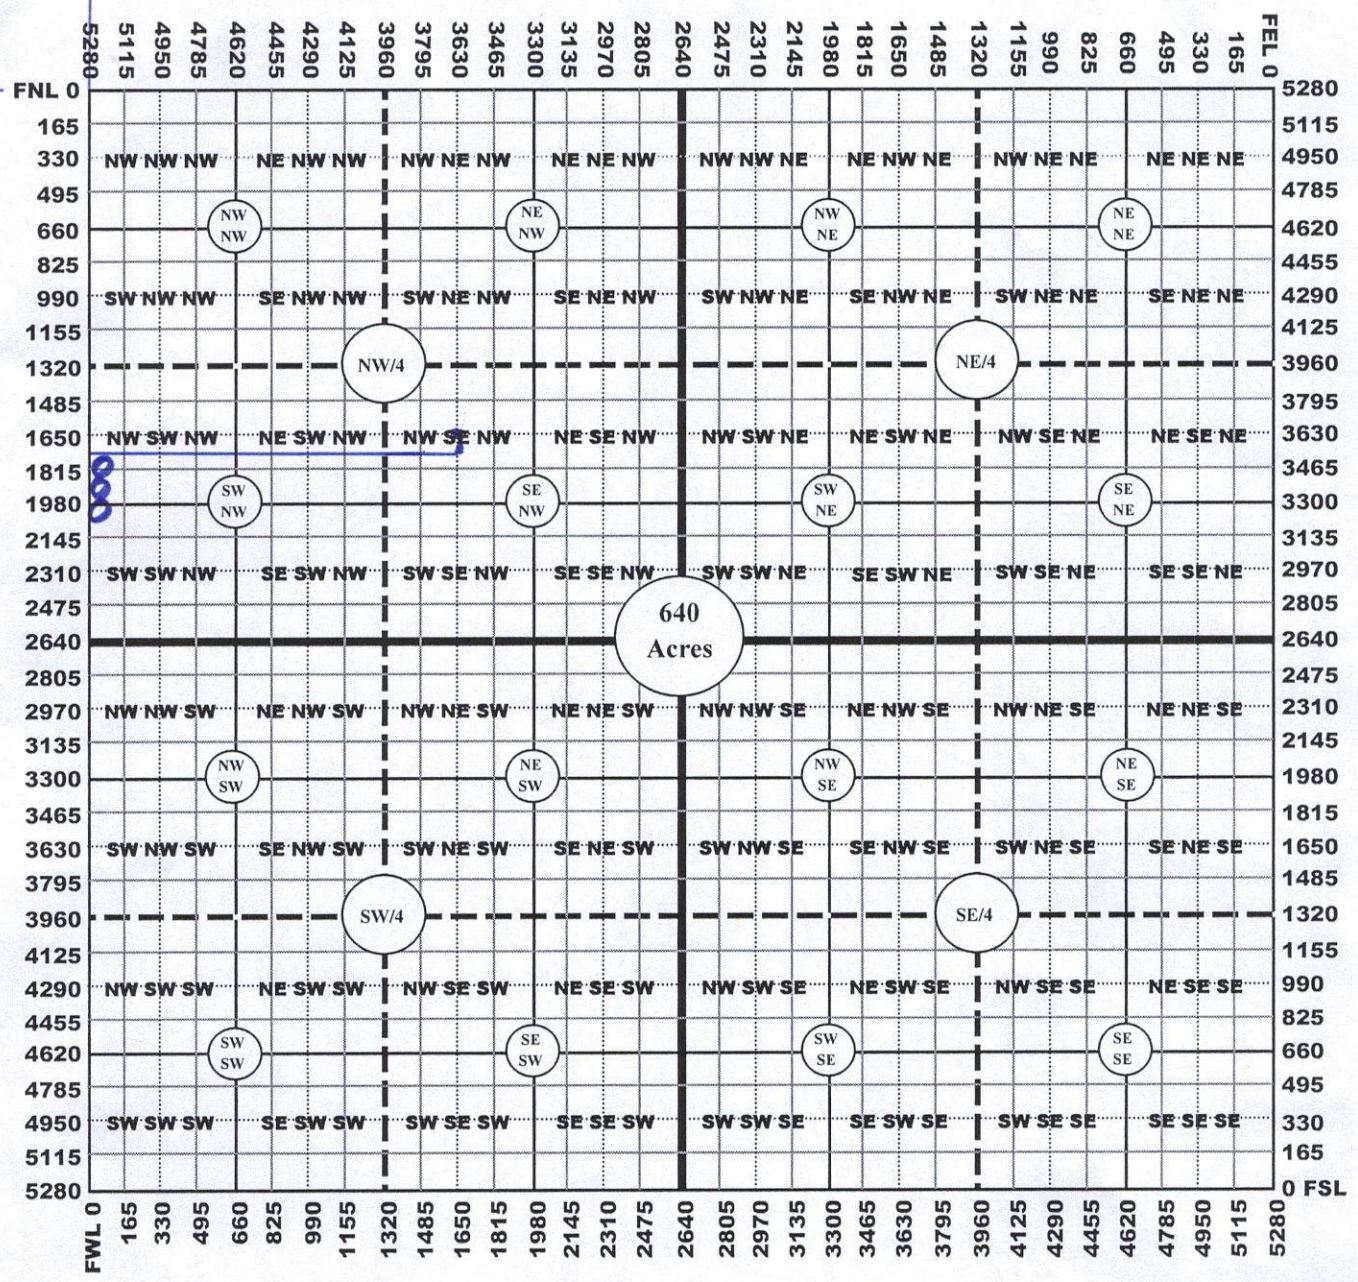 5280 5115 4950 4785 4620 4455 4290 4125 3960 3795 3630 3465 3300 3135 2970 2805 2640 2475 2310 2145 1980 1815 1650 1485 1320 1155 990 825 660 495 330 165 FEL 0
FNL 0 5280
165 5115
330 NW NW NW NE NW NW NW NE NW NE NE NW NW NW NE NE NW NE NW NE NE NE NE NE 4950
495 4785
NW NE NW NE
660 NW NW NE NE 4620
825 4455
990 SW NW NW SE NW NW SW NE NW SE NE NW SW NW NE SE NW NE SW NE NE SE NE NE 4290
1155 4125
1320 NW/4 NE/4 3960
1485 3795
1650 NW SW NW NE SW NW NW SE NW NE SE NW NW SW NE NE SW NE NW SE NE NE SE NE 3630
1815 3465
SW SE SW SE
1980 NW NW NE NE 3300
2145 3135
2310 SW SW NW SE SW NW SW SE NW SE SE NW SW SW NE SE SW NE SW SE NE SE SE NE 2970
2475 640 2805
2640 Acres 2640
2805 2475
2970 NW NW SW NE NW SW NW NE SW NE NE SW NW NW SE NE NW SE NW NE SE NE NE SE 2310
3135 2145
NW NE NW NE
3300 SW SW SE SE 1980
3465 1815
3630 SW NW SW SE NW SW SW NE SW SE NE SW SW NW SE SE NW SE SW NE SE SE NE SE 1650
3795 1485
3960 SW/4 SE/4 1320
4125 1155
4290 NW SW SW NE SW SW NW SE SW NE SE SW NW SW SE NE SW SE NW SE SE NE SE SE 990
4455 825
SW SE SW SE
4620 SW SW SE SE 660
4785 495
4950 SW SW SW SE SW SW SW SE SW SE SE SW SW SW SE SE SW SE SW SE SE SE SE SE 330
5115 165
5280 0 FSL
FWL 0 165 330 495 660 825 990 1155 1320 1485 1650 1815 1980 2145 2310 2475 2640 2805 2970 3135 3300 3465 3630 3795 3960 4125 4290 4455 4620 4785 4950 5115 5280